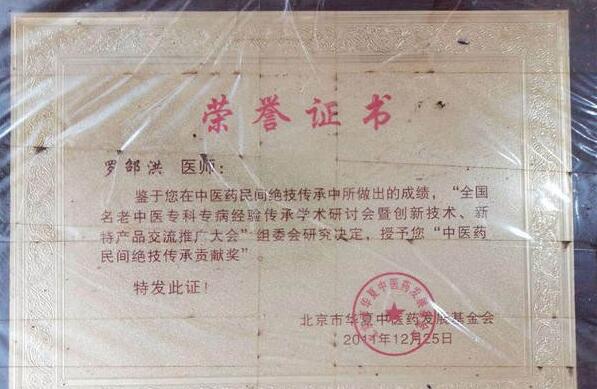 荣誉证书
罗郃洪 医师：
鉴于您在中医药民间绝技传承中所做出的成绩，“全国
名老中医专科专病经验传承学术研讨会暨创新技术、新
特产品交流推广大会”组委会研究决定，授予您“中医药
民间绝技传承贡献奖”。
特发此证！
北京市华夏中医药发展基金会
2011年12月25日